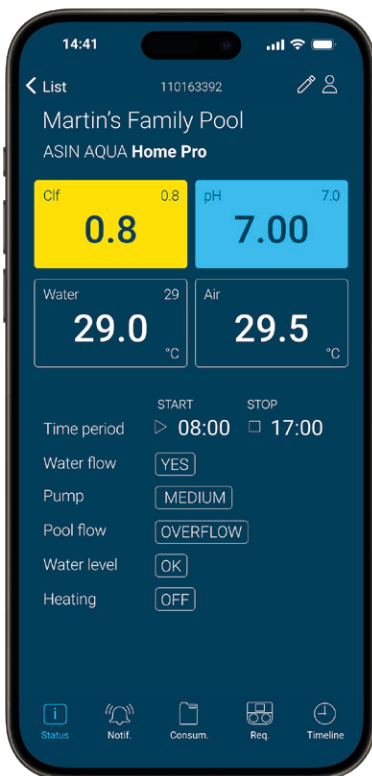 14:41
List 110163392
Martin's Family Pool
ASIN AQUA Home Pro
Clf 0.8 pH 7.0
0.8 7.00
Water 29 Air
29.0 °C 29.5 °C
START STOP
Time period 08:00 17:00
Water flow YES
Pump MEDIUM
Pool flow OVERFLOW
Water level OK
Heating OFF
Status Notif. Consum. Req. Timeline